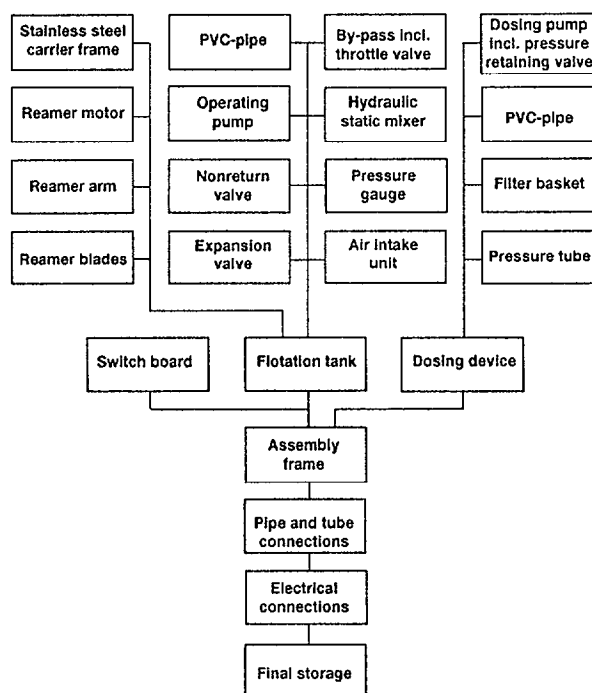 Stainless steel
carrier frame
PVC-pipe
By-pass incl.
throttle valve
Dosing pump
incl. pressure
retaining valve
Reamer motor
Operating
pump
Hydraulic
static mixer
PVC-pipe
Reamer arm
Nonreturn
valve
Pressure
gauge
Filter basket
Reamer blades
Expansion
valve
Air intake
unit
Pressure tube
Switch board
Flotation tank
Dosing device
Assembly
frame
Pipe and tube
connections
Electrical
connections
Final storage